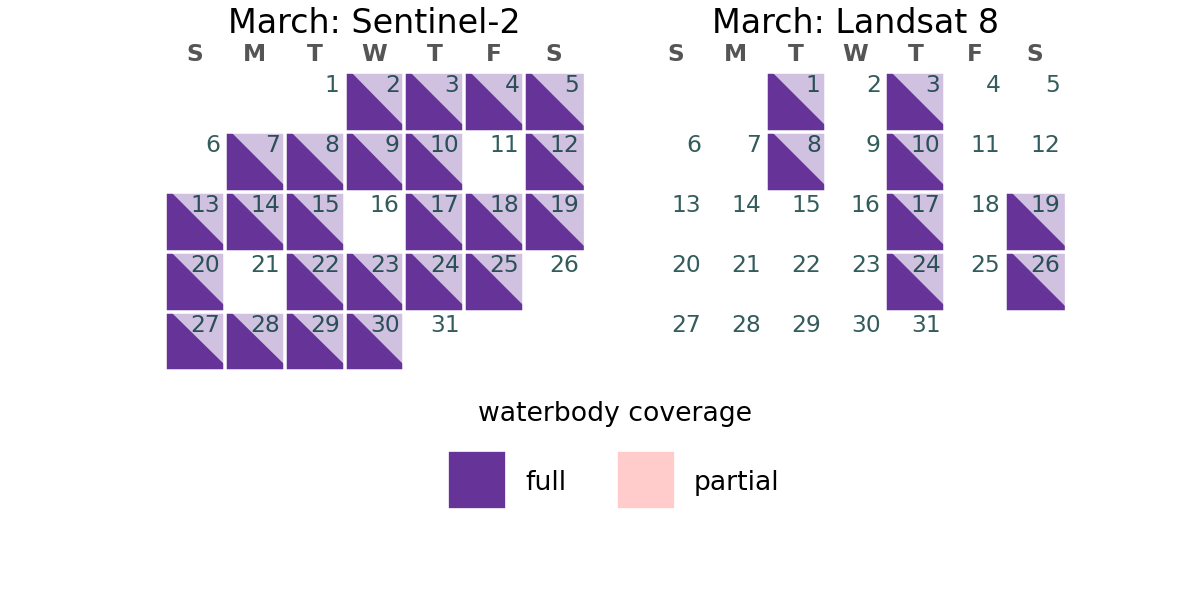 March: Sentinel-2
S M T W T F S
1 2 3 4 5
6 7 8 9 10 11 12
13 14 15 16 17 18 19
20 21 22 23 24 25 26
27 28 29 30 31
March: Landsat 8
S M T W T F S
1 2 3 4 5
6 7 8 9 10 11 12
13 14 15 16 17 18 19
20 21 22 23 24 25 26
27 28 29 30 31
waterbody coverage
full partial